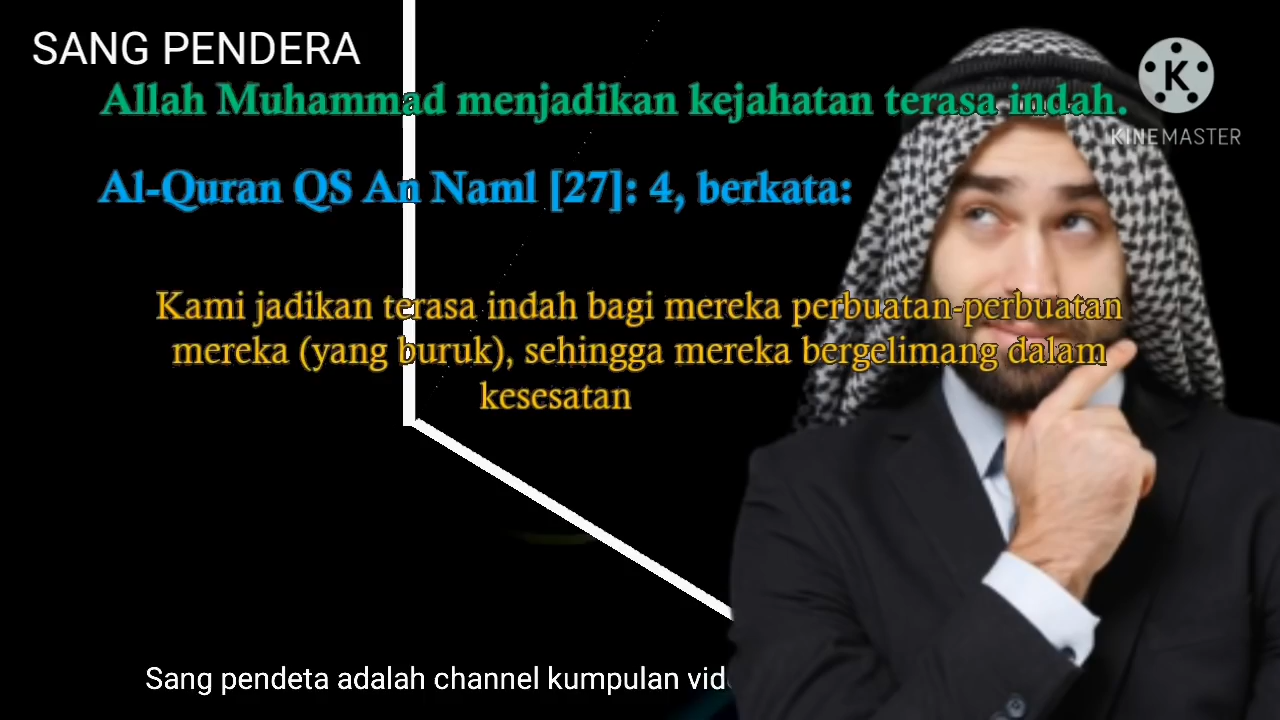 SANG PENDERA
Allah Muhammad menjadikan kejahatan terasa indah.
KINEMASTER
Al-Quran QS An Naml [27]: 4, berkata:
Kami jadikan terasa indah bagi mereka perbuatan-perbuatan
mereka (yang buruk), sehingga mereka bergelimang dalam
kesesatan
Sang pendeta adalah channel kumpulan